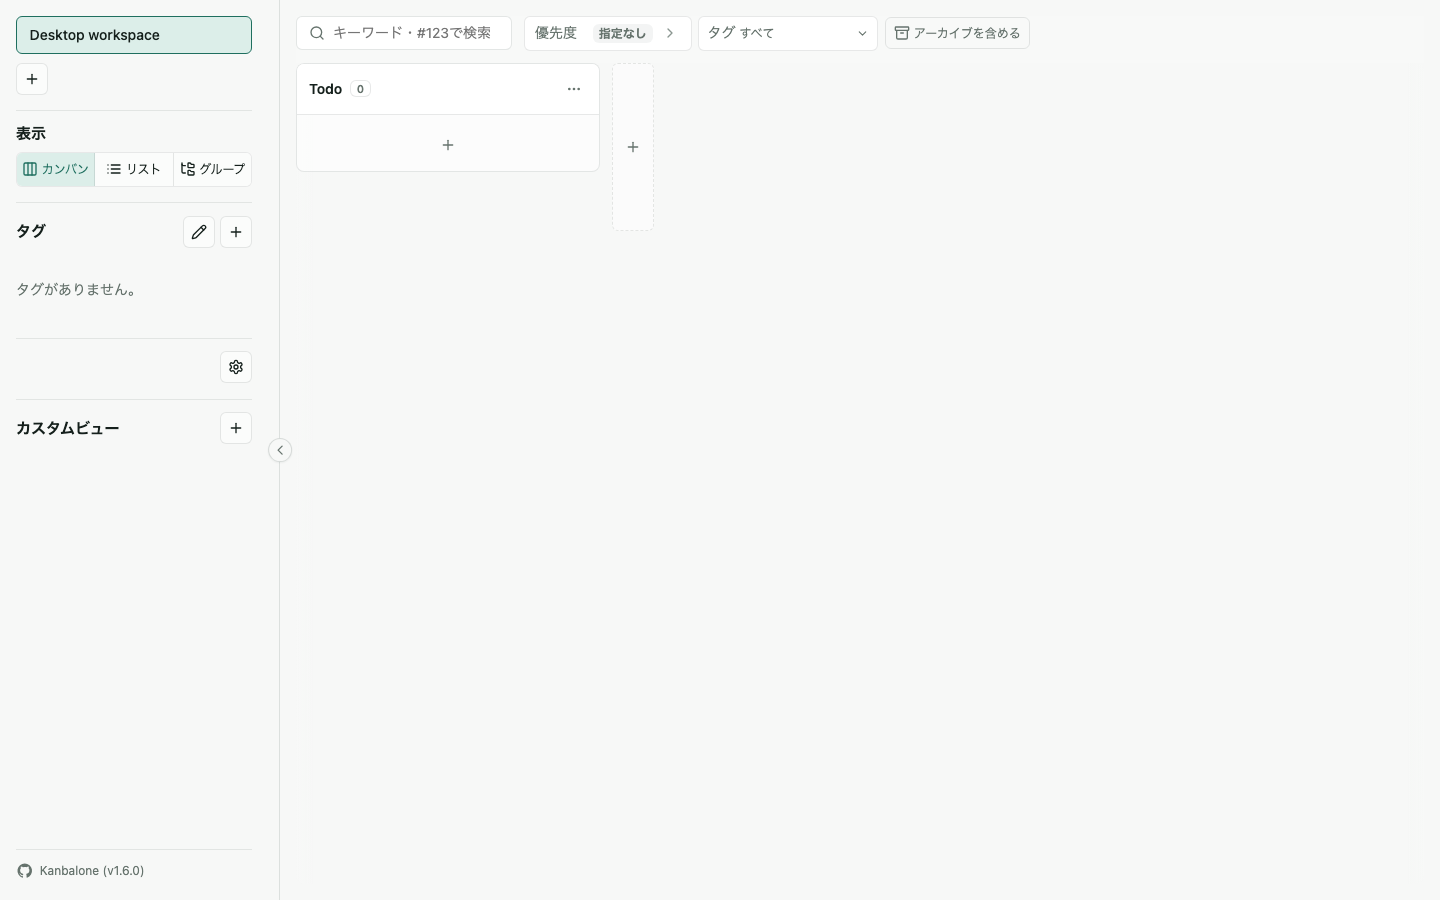 Desktop workspace
表示
カンバン
リスト
グループ
タグ
タグがありません。
カスタムビュー
Kanbalone (v1.6.0)
キーワード・#123で検索
優先度 指定なし
タグ すべて
アーカイブを含める
Todo 0